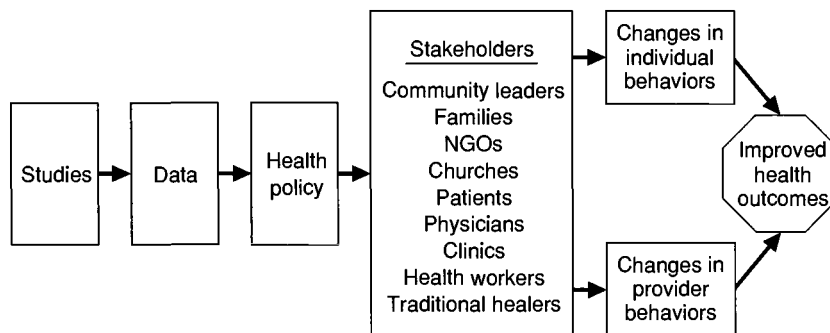 Studies
Data
Health
policy
Stakeholders
Community leaders
Families
NGOs
Churches
Patients
Physicians
Clinics
Health workers
Traditional healers
Changes in
individual
behaviors
Changes in
provider
behaviors
Improved
health
outcomes